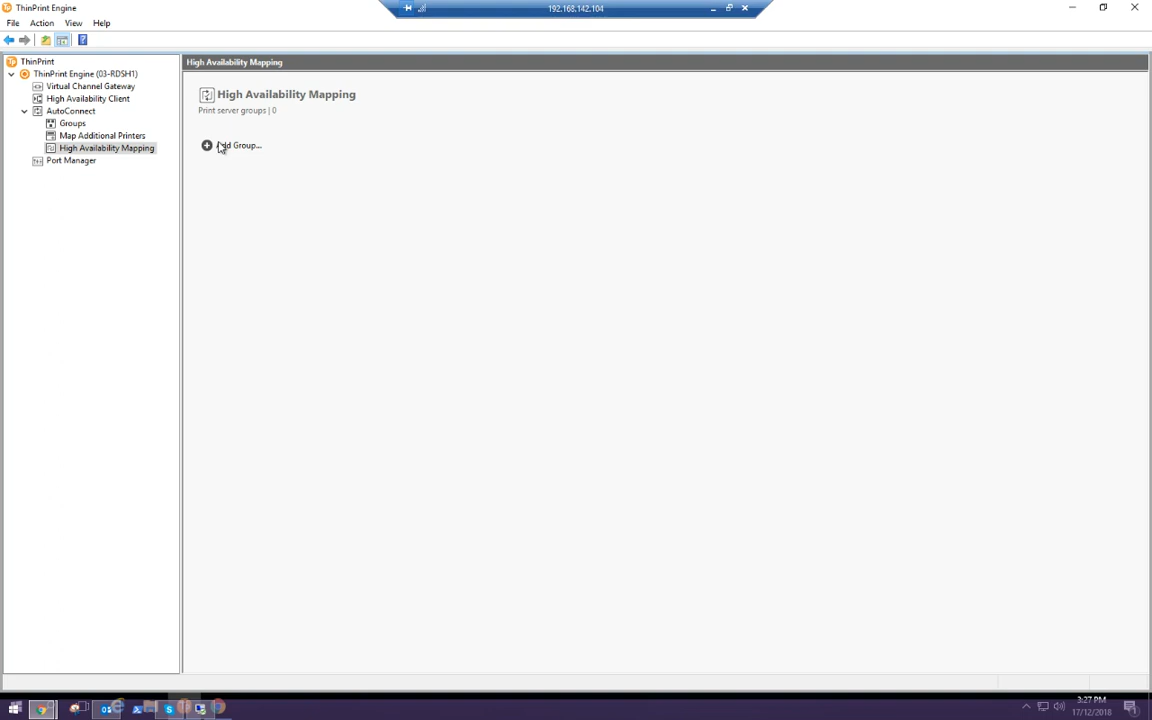 ThinPrint Engine
192.168.142.104
File Action View Help
ThinPrint
ThinPrint Engine (03-RDSH1)
Virtual Channel Gateway
High Availability Client
AutoConnect
Groups
Map Additional Printers
High Availability Mapping
Port Manager
High Availability Mapping
High Availability Mapping
Print server groups | 0
Group...
3:27 PM
17/12/2018